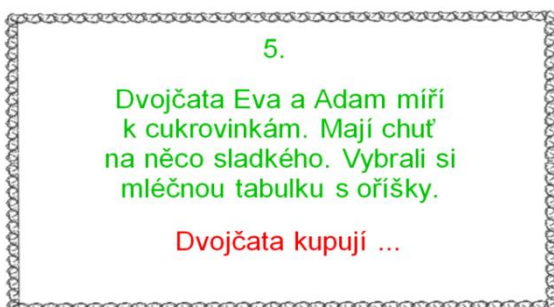 5.
Dvojčata Eva a Adam míří
k cukrovinkám. Mají chuť
na něco sladkého. Vybrali si
mléčnou tabulku s oříšky.
Dvojčata kupují ...